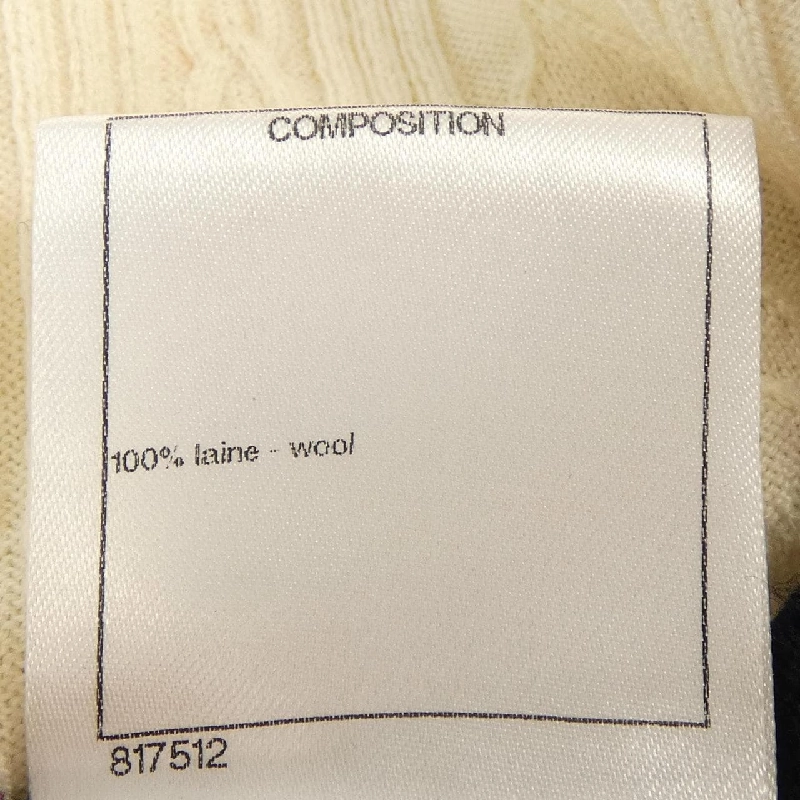 COMPOSITION
100% laine - wool
817512